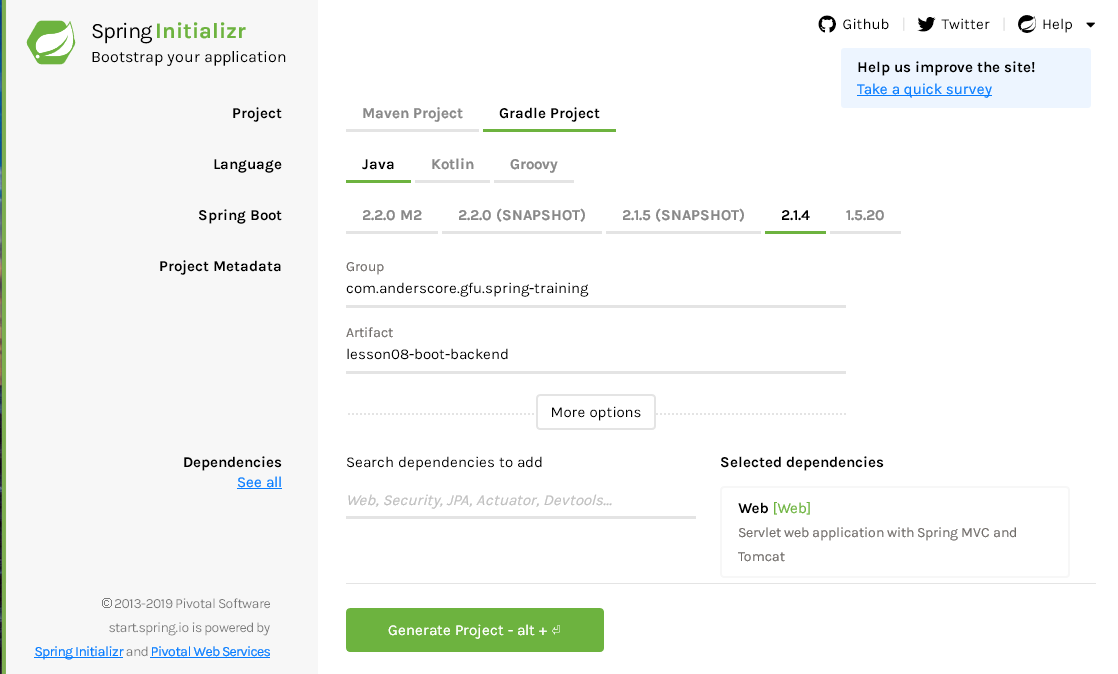 Spring Initializr
Bootstrap your application
Github
Twitter
Help
Help us improve the site!
Take a quick survey
Project
Maven Project
Gradle Project
Language
Java
Kotlin
Groovy
Spring Boot
2.2.0 M2
2.2.0 (SNAPSHOT)
2.1.5 (SNAPSHOT)
2.1.4
1.5.20
Project Metadata
Group
com.anderscore.gfu.spring-training
Artifact
lesson08-boot-backend
More options
Dependencies
See all
Search dependencies to add
Web, Security, JPA, Actuator, Devtools...
Selected dependencies
Web [Web]
Servlet web application with Spring MVC and
Tomcat
© 2013-2019 Pivotal Software
start.spring.io is powered by
Spring Initializr and Pivotal Web Services
Generate Project - alt + ⏎